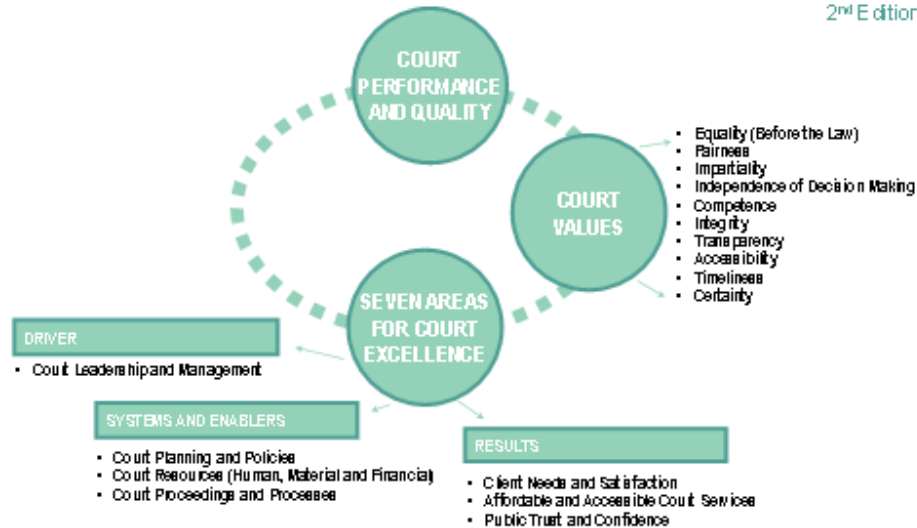 2nd Edition
COURT
PERFORMANCE
AND QUALITY
COURT
VALUES
• Equality (Before the Law)
• Fairness
• Impartiality
• Independence of Decision Making
• Competence
• Integrity
• Transparency
• Accessibility
• Timeliness
• Certainty
SEVEN AREAS
FOR COURT
EXCELLENCE
DRIVER
• Court Leadership and Management
SYSTEMS AND ENABLERS
• Court Planning and Policies
• Court Resources (Human, Material and Financial)
• Court Proceedings and Processes
RESULTS
• Client Needs and Satisfaction
• Affordable and Accessible Court Services
• Public Trust and Confidence